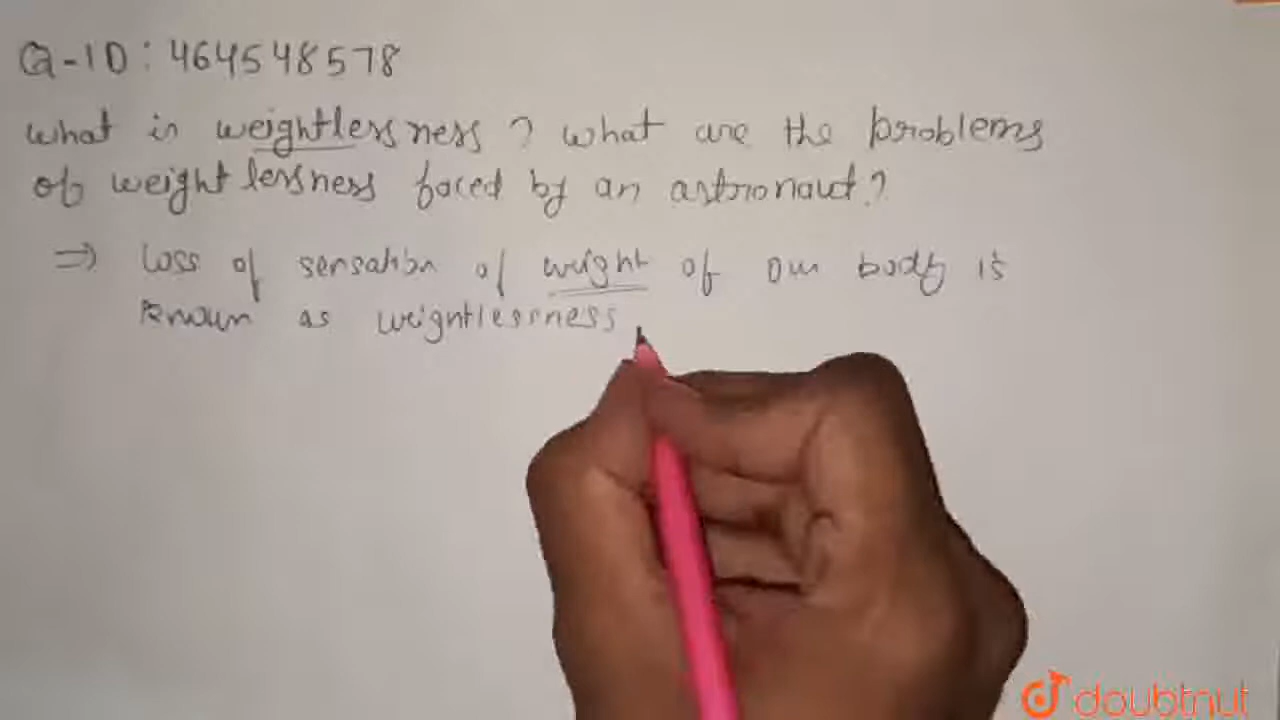 Q-ID: 464548578
What is weightlessness? What are the problems
of weightlessness faced by an astronaut?
⇒ Loss of sensation of weight of our body is
known as weightlessness
doubtnut